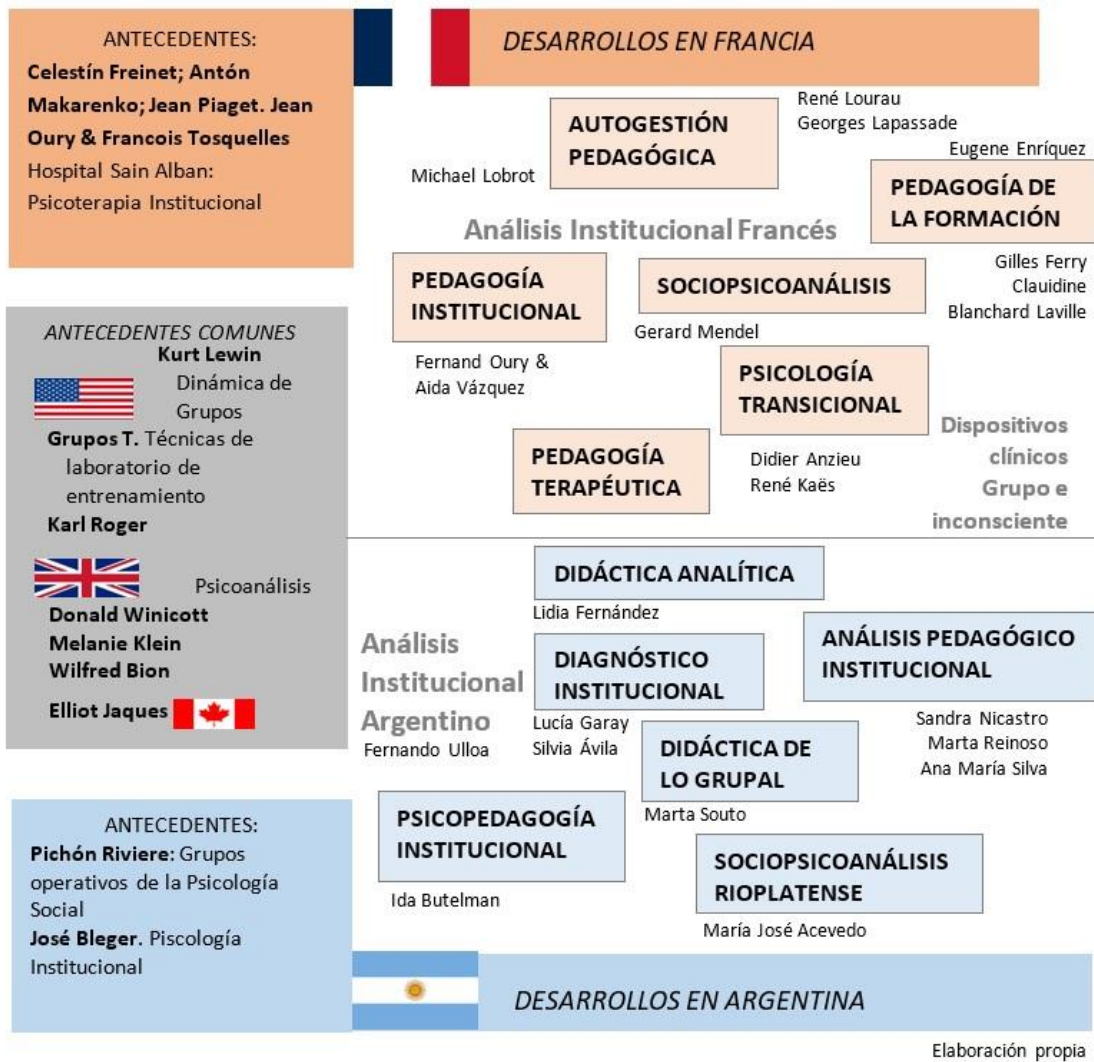 ANTECEDENTES:
Celestín Freinet; Antón
Makarenko; Jean Piaget. Jean
Oury & Francois Tosquelles
Hospital Sain Alban:
Psicoterapia Institucional
DESARROLLOS EN FRANCIA
AUTOGESTIÓN
PEDAGÓGICA
René Lourau
Georges Lapassade
Michael Lobrot
Eugene Enríquez
PEDAGOGÍA DE
LA FORMACIÓN
Gilles Ferry
Clauidine
Blanchard Laville
Análisis Institucional Francés
PEDAGOGÍA
INSTITUCIONAL
Fernand Oury &
Aida Vázquez
SOCIOPSICOANÁLISIS
Gerard Mendel
PSICOLOGÍA
TRANSICIONAL
Didier Anzieu
René Kaës
PEDAGOGÍA
TERAPÉUTICA
Dispositivos
clínicos
Grupo e
inconsciente
ANTECEDENTES COMUNES
Kurt Lewin
Dinámica de
Grupos
Grupos T. Técnicas de
laboratorio de
entrenamiento
Karl Roger
Psicoanálisis
Donald Winicott
Melanie Klein
Wilfred Bion
Elliot Jaques
DIDÁCTICA ANALÍTICA
Lidia Fernández
Análisis
Institucional
Argentino
Fernando Ulloa
DIAGNÓSTICO
INSTITUCIONAL
Lucía Garay
Silvia Ávila
ANÁLISIS PEDAGÓGICO
INSTITUCIONAL
Sandra Nicastro
Marta Reinoso
Ana María Silva
DIDÁCTICA DE
LO GRUPAL
Marta Souto
PSICOPEDAGOGÍA
INSTITUCIONAL
Ida Butelman
SOCIOPSICOANÁLISIS
RIOPLATENSE
María José Acevedo
ANTECEDENTES:
Pichón Riviere: Grupos
operativos de la Psicología
Social
José Bleger. Piscología
Institucional
DESARROLLOS EN ARGENTINA
Elaboración propia